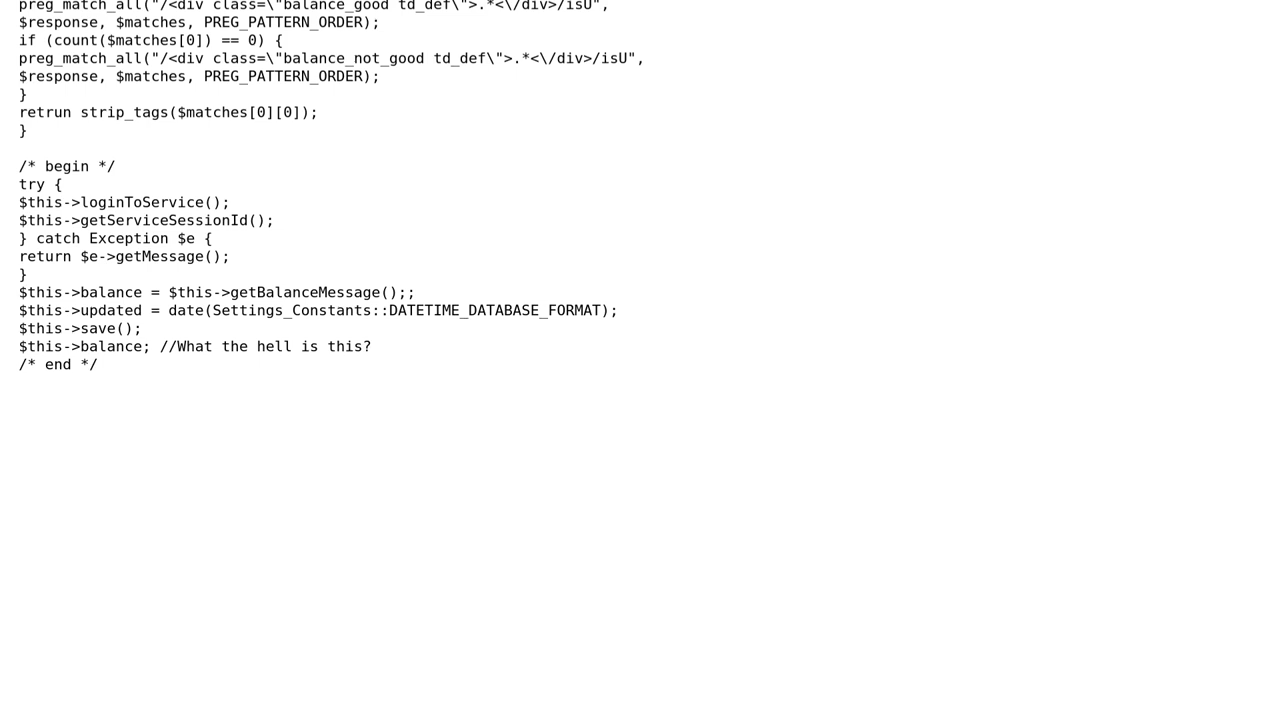 preg_match_all("/<div class=\"balance_good td_def\">.*<\/div>/isU",
$response, $matches, PREG_PATTERN_ORDER);
if (count($matches[0]) == 0) {
preg_match_all("/<div class=\"balance_not_good td_def\">.*<\/div>/isU",
$response, $matches, PREG_PATTERN_ORDER);
}
retrun strip_tags($matches[0][0]);
}

/* begin */
try {
$this->loginToService();
$this->getServiceSessionId();
} catch Exception $e {
return $e->getMessage();
}
$this->balance = $this->getBalanceMessage();;
$this->updated = date(Settings_Constants::DATETIME_DATABASE_FORMAT);
$this->save();
$this->balance; //What the hell is this?
/* end */